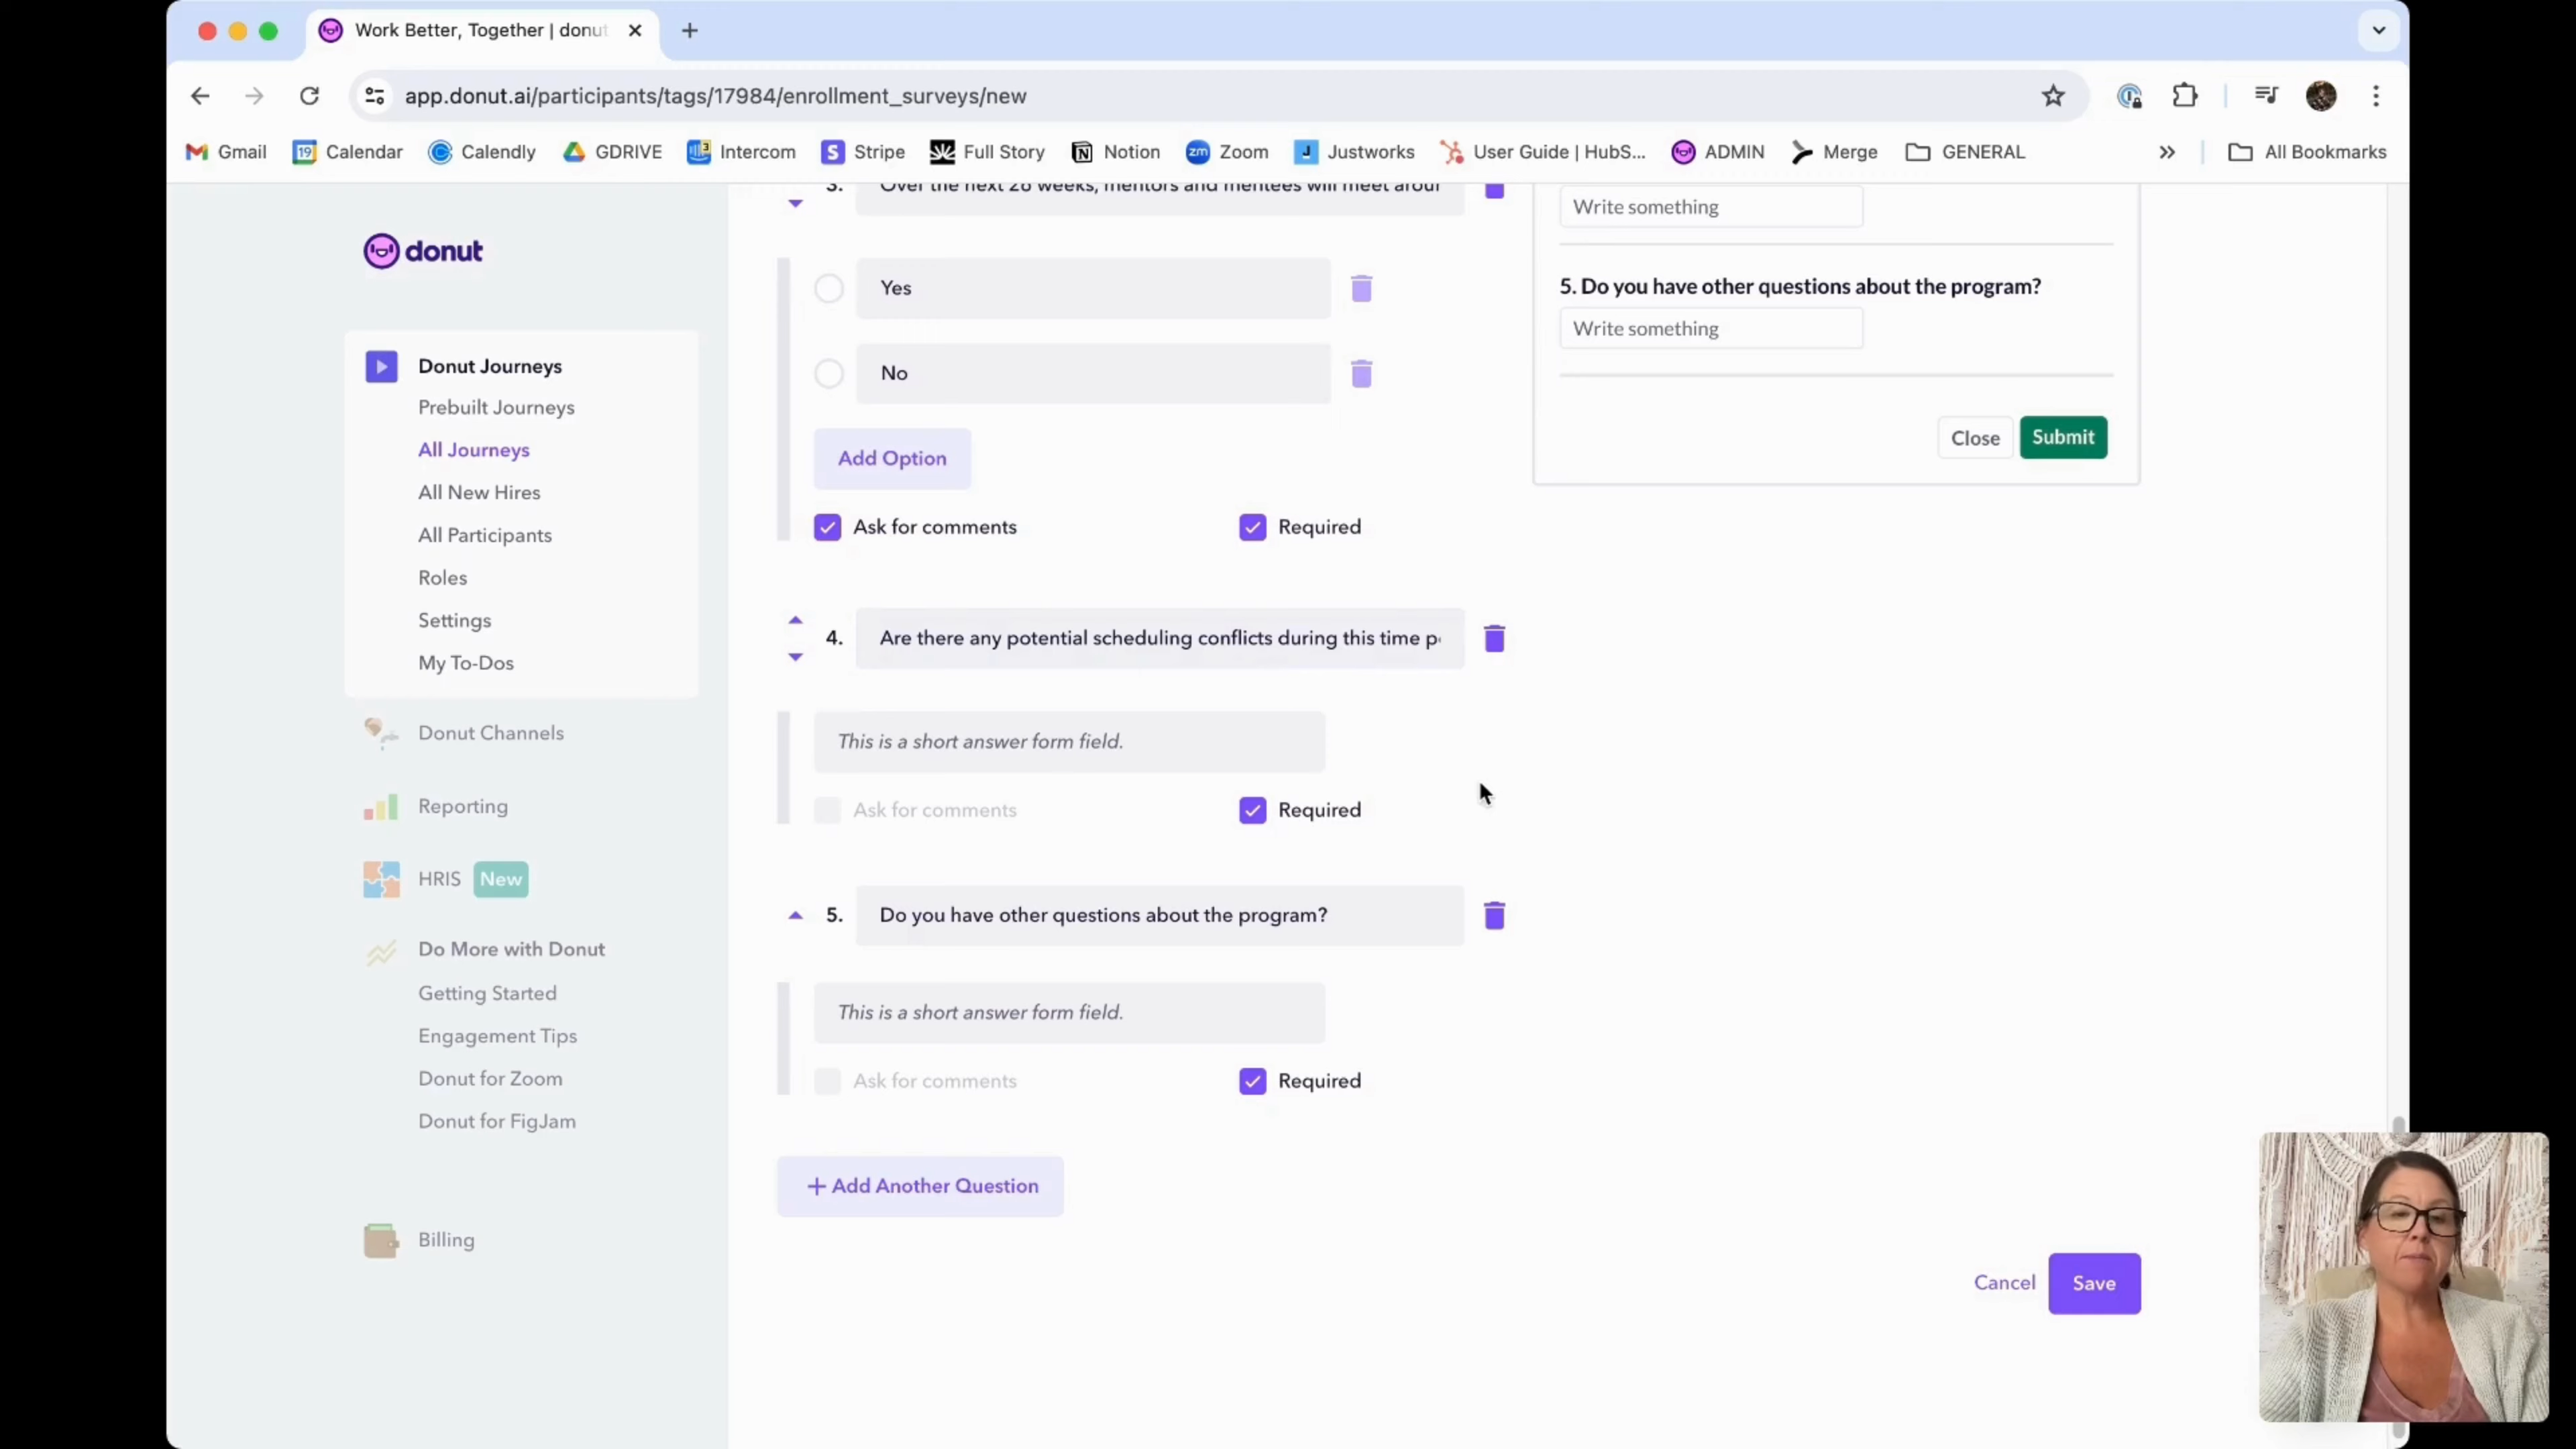 Work Better, Together | donut
app.donut.ai/participants/tags/17984/enrollment_surveys/new
Gmail
19 Calendar
Calendly
GDRIVE
3 Intercom
S Stripe
Full Story
Notion
zm Zoom
J Justworks
User Guide | HubS...
ADMIN
Merge
GENERAL
All Bookmarks
donut
Donut Journeys
Prebuilt Journeys
All Journeys
All New Hires
All Participants
Roles
Settings
My To-Dos
Donut Channels
Reporting
HRIS New
Do More with Donut
Getting Started
Engagement Tips
Donut for Zoom
Donut for FigJam
Billing
3. Over the next 26 weeks, mentors and mentees will meet arour
Yes
No
Add Option
Ask for comments Required
4. Are there any potential scheduling conflicts during this time p
This is a short answer form field.
Ask for comments Required
5. Do you have other questions about the program?
This is a short answer form field.
Ask for comments Required
+ Add Another Question
Write something
5. Do you have other questions about the program?
Write something
Close Submit
Cancel Save